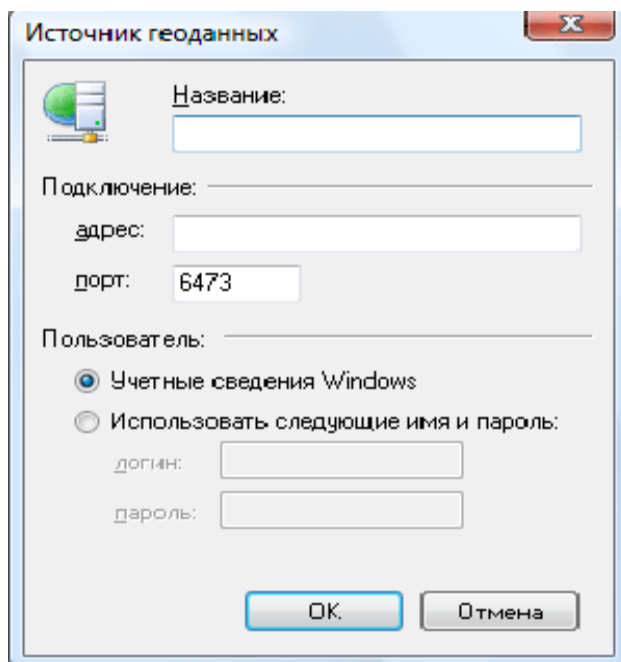 Источник геоданных
Название:
Подключение:
адрес:
порт: 6473
Пользователь:
Учетные сведения Windows
Использовать следующие имя и пароль:
логин:
пароль:
OK
Отмена